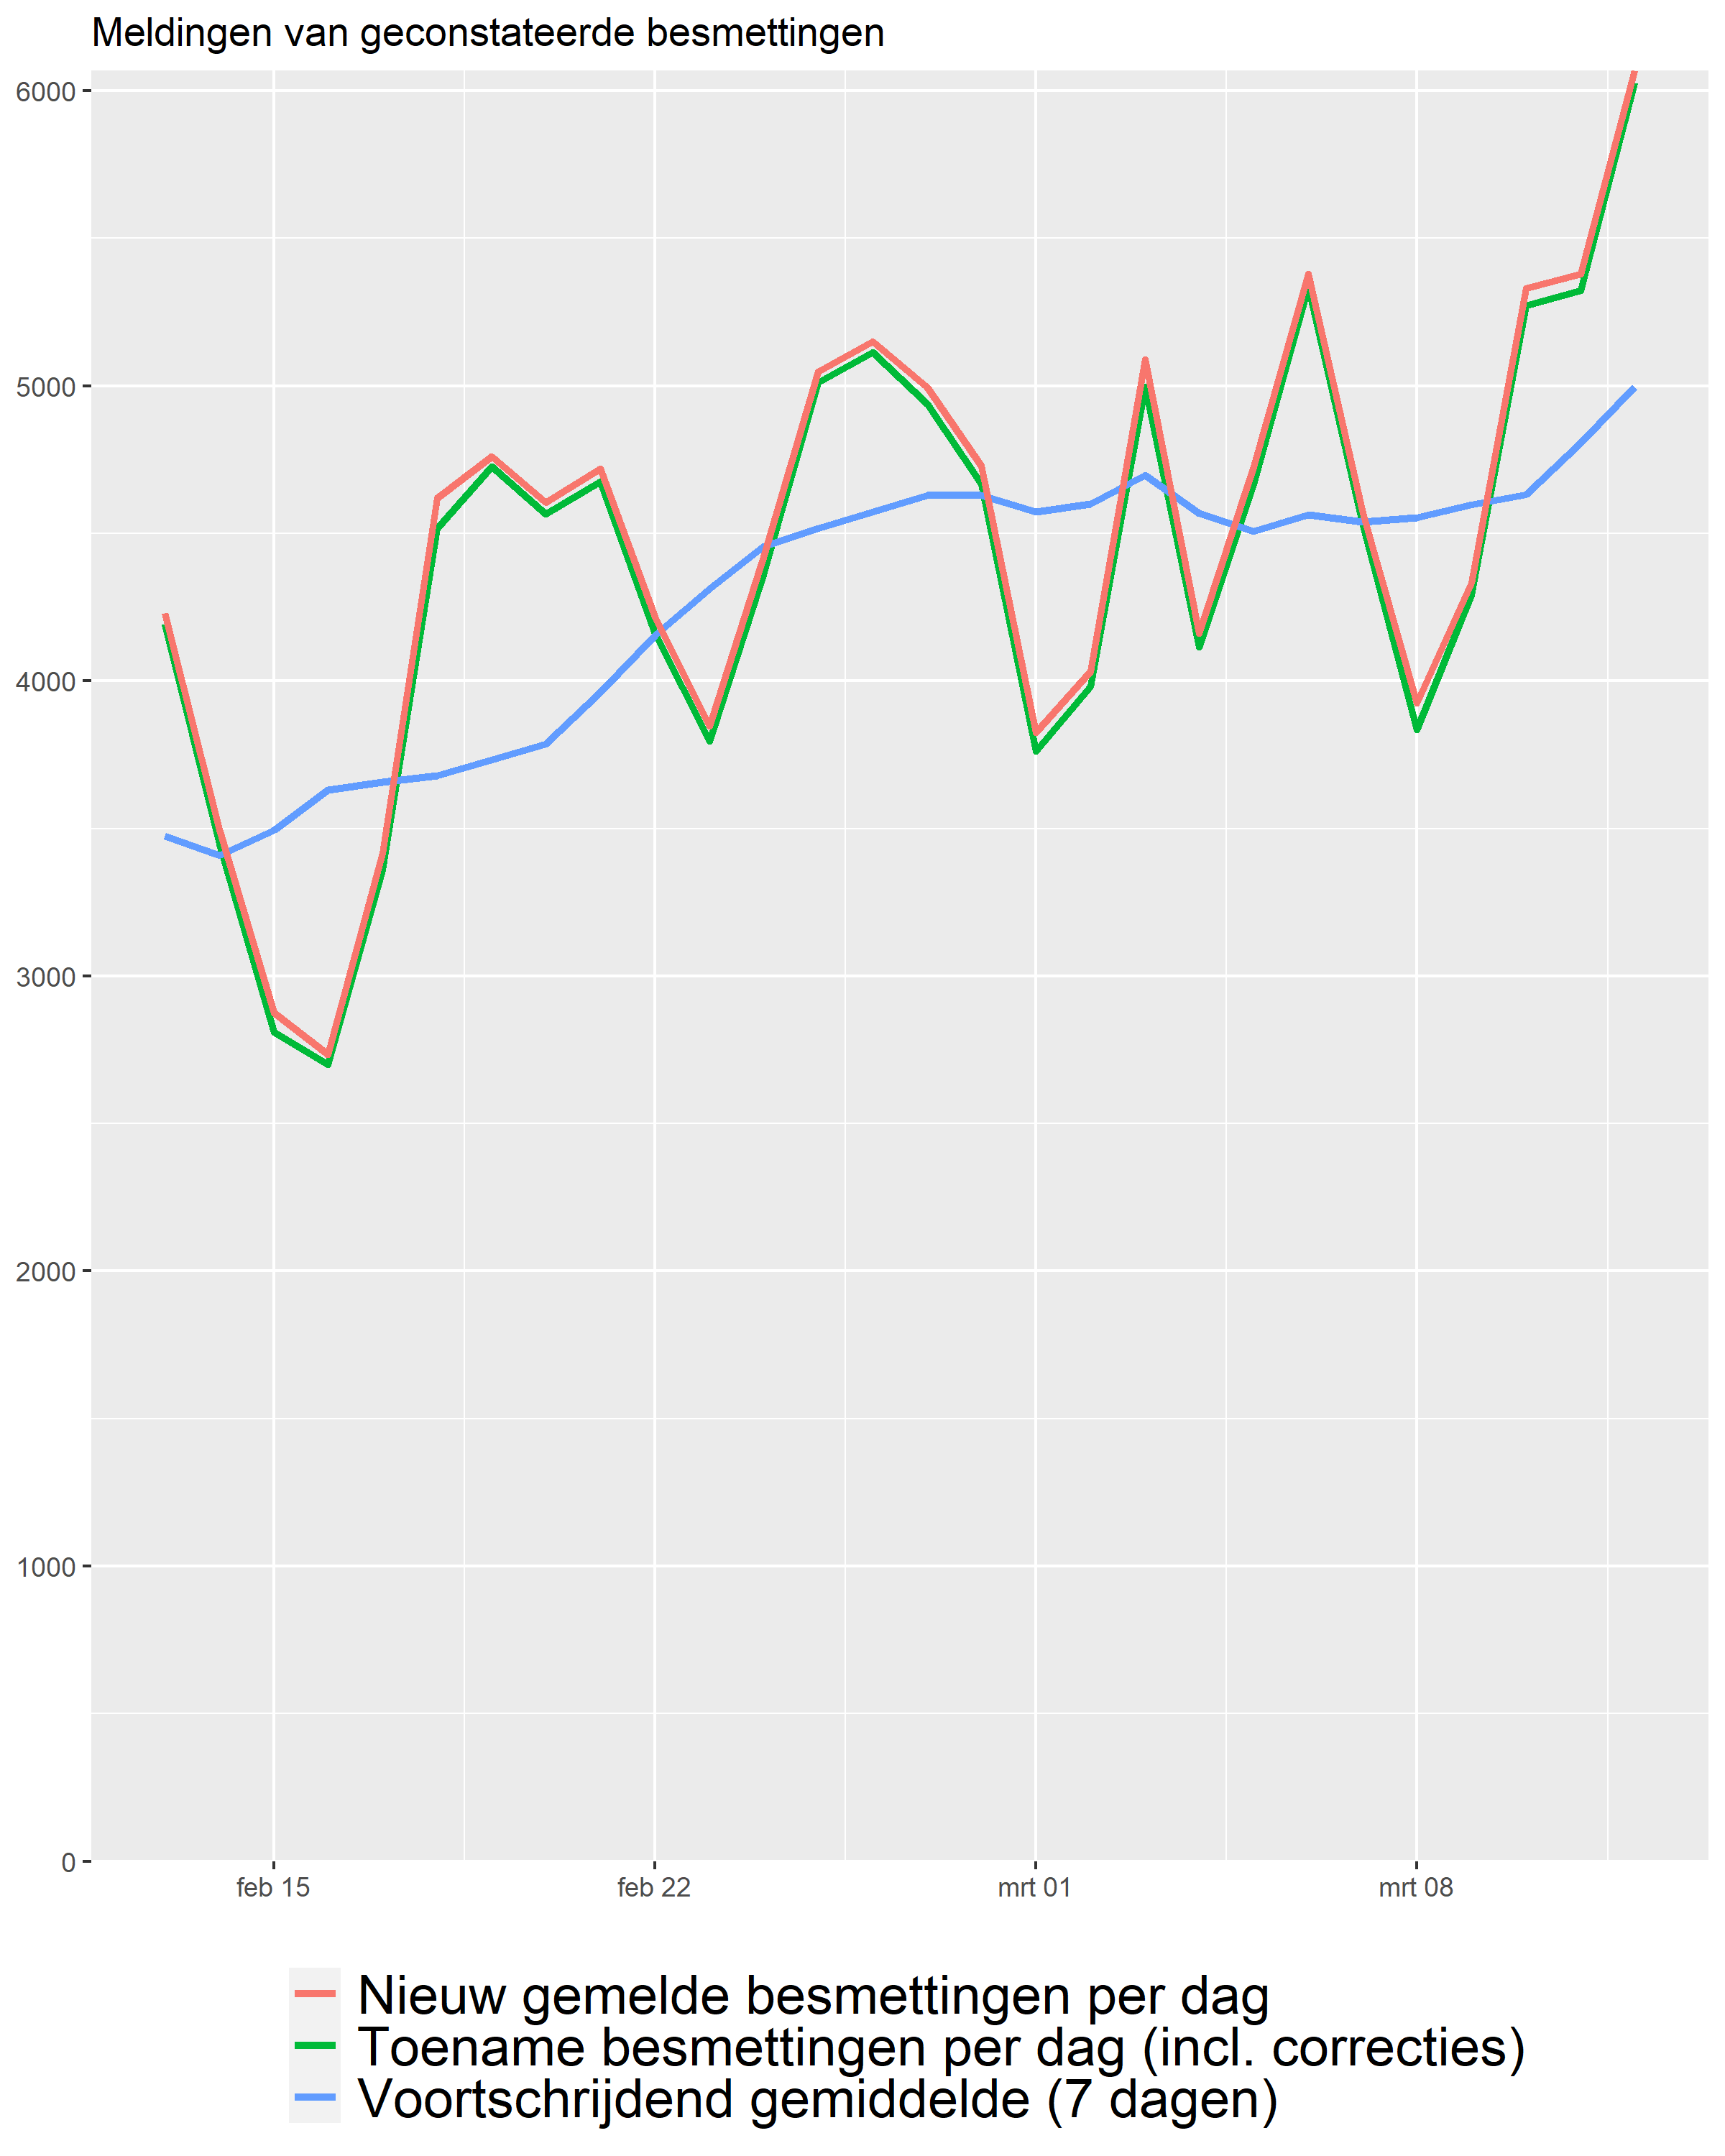 Meldingen van geconstateerde besmettingen
6000
5000
4000
3000
2000
1000
0
feb 15
feb 22
mrt 01
mrt 08
Nieuw gemelde besmettingen per dag
Toename besmettingen per dag (incl. correcties)
Voortschrijdend gemiddelde (7 dagen)